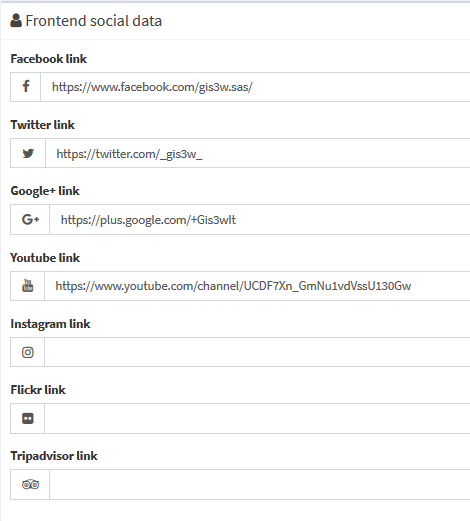 Frontend social data
Facebook link
https://www.facebook.com/gis3w.sas/
Twitter link
https://twitter.com/_gis3w_
Google+ link
https://plus.google.com/+Gis3wIt
Youtube link
https://www.youtube.com/channel/UCDF7Xn_GmNu1vdVssU130Gw
Instagram link
Flickr link
Tripadvisor link